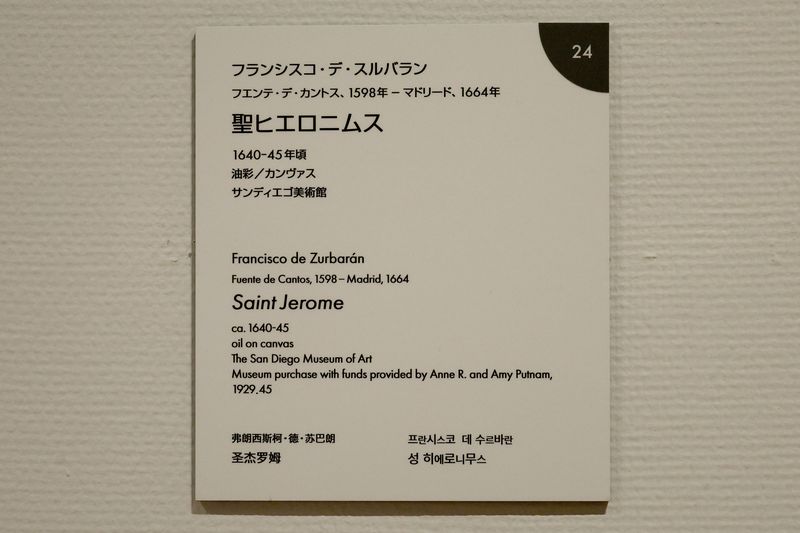 24
フランシスコ・デ・スルバラン
フエンテ・デ・カントス、1598年 – マドリード、1664年
聖ヒエロニムス
1640-45年頃
油彩／カンヴァス
サンディエゴ美術館
Francisco de Zurbarán
Fuente de Cantos, 1598 – Madrid, 1664
Saint Jerome
ca. 1640-45
oil on canvas
The San Diego Museum of Art
Museum purchase with funds provided by Anne R. and Amy Putnam,
1929.45
弗朗西斯柯・德・苏巴朗
圣杰罗姆
프란시스코 데 수르바란
성 히에로니무스